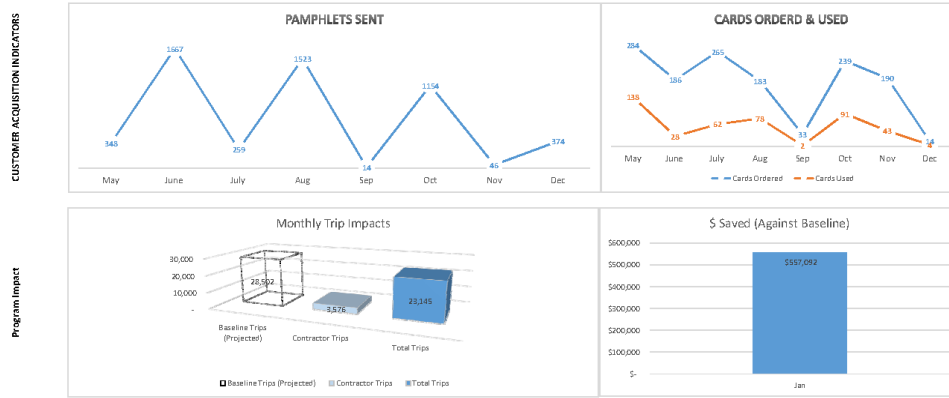 CUSTOMER ACQUISITION INDICATORS
PAMPHLETS SENT
1667
1523
1154
348
259
374
14
46
May June July Aug Sep Oct Nov Dec
CARDS ORDERD & USED
284
265
239
186
183
190
138
91
62
78
28
33
43
14
2
4
May June July Aug Sep Oct Nov Dec
Cards Ordered Cards Used
Program Impact
Monthly Trip Impacts
30,000
20,000
10,000
-
28,502
3,576
23,145
Baseline Trips
(Projected)
Contractor Trips
Total Trips
Baseline Trips (Projected) Contractor Trips Total Trips
$ Saved (Against Baseline)
$600,000
$500,000
$400,000
$300,000
$200,000
$100,000
$-
$557,092
Jan